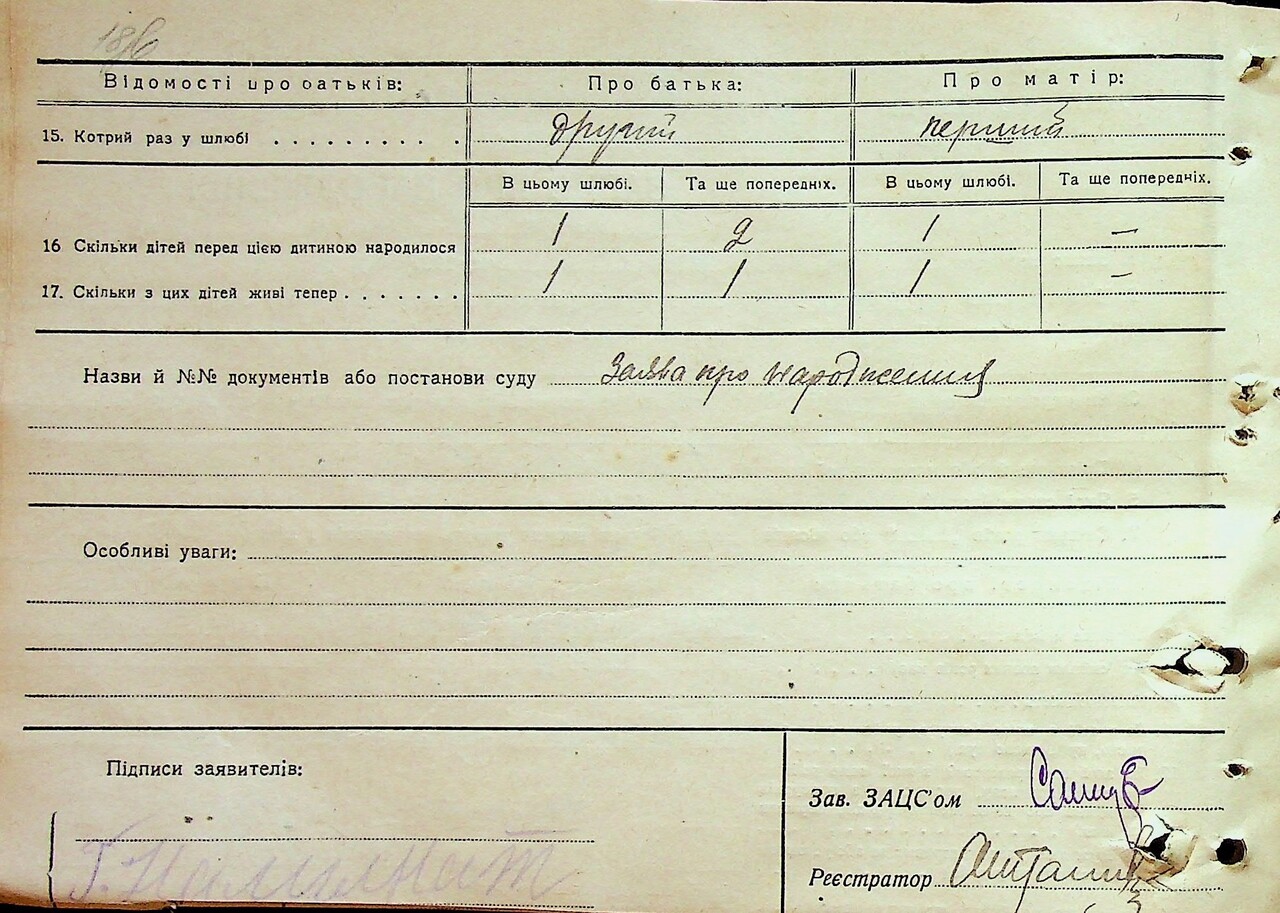 186
Відомості про батьків: Про батька: Про матір:
15. Котрий раз у шлюбі . . . . . . . . . . другий перший
В цьому шлюбі. Та ще попередніх. В цьому шлюбі. Та ще попередніх.
16 Скільки дітей перед цією дитиною народилося 1 2 1 —
17. Скільки з цих дітей живі тепер . . . . . . . 1 1 1 —
Назви й №№ документів або постанови суду Заява про народження
Особливі уваги:
Підписи заявителів:
Зав. ЗАЦС'ом
Реєстратор